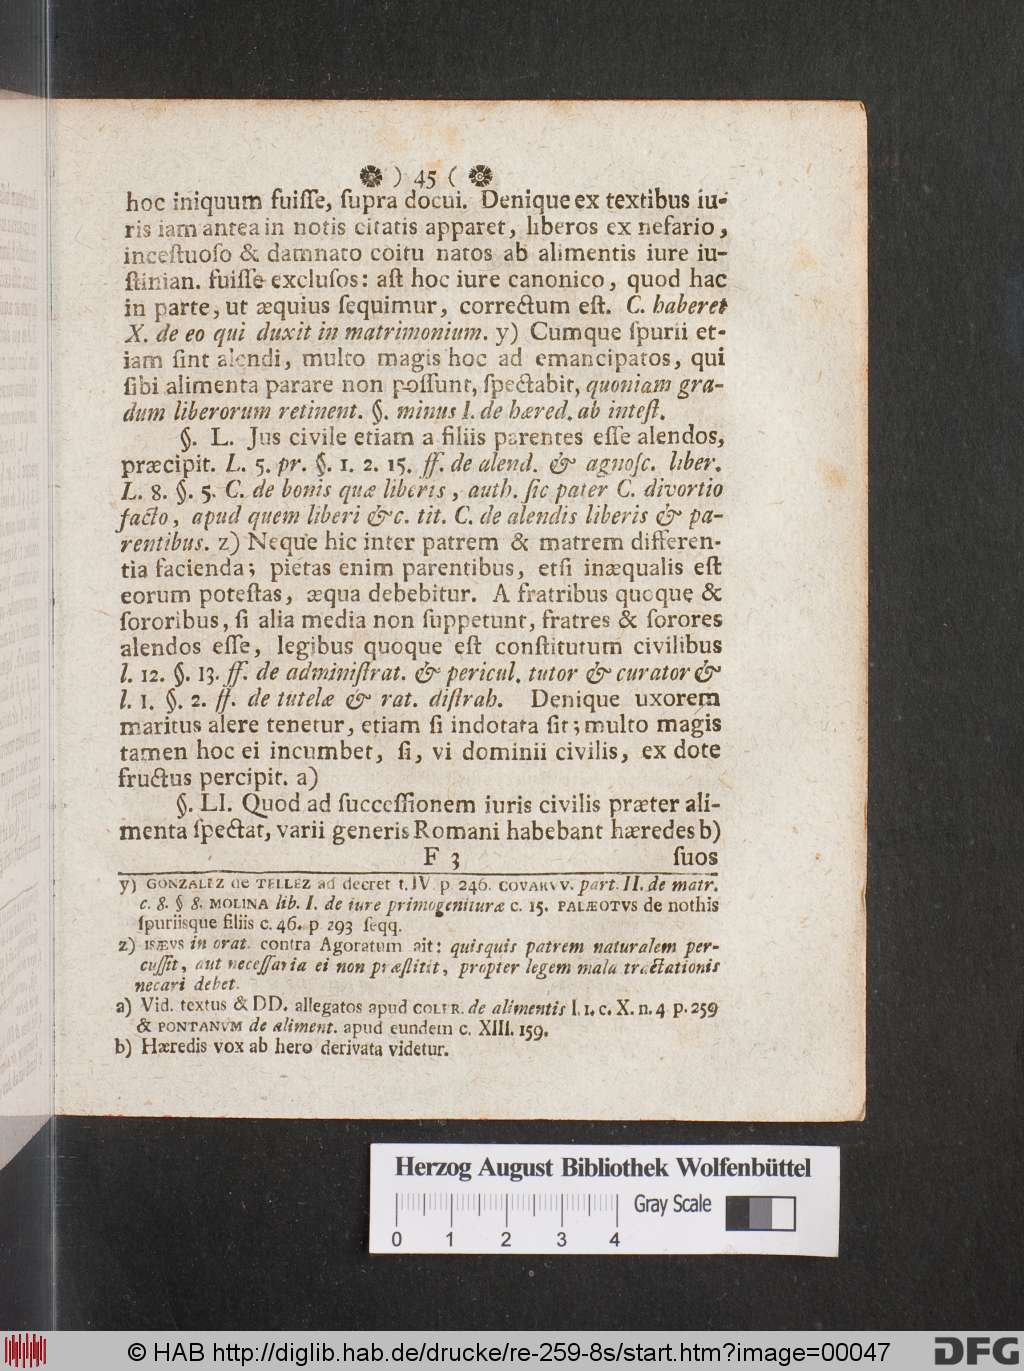 ) 45 (
hoc iniquum fuiſſe, ſupra docui. Denique ex textibus iu-
ris iam antea in notis citatis apparet, liberos ex nefario,
inceſtuoſo & damnato coitu natos ab alimentis iure iu-
ſtinian. fuiſſe excluſos: aſt hoc iure canonico, quod hac
in parte, ut æquius ſequimur, correctum eſt. C. haberet
X. de eo qui duxit in matrimonium. y) Cumque ſpurii et-
iam ſint alendi, multo magis hoc ad emancipatos, qui
ſibi alimenta parare non poſſunt, ſpectabit, quoniam gra-
dum liberorum retinent. §. minus I. de hæred. ab inteſt.
§. L. Jus civile etiam a filiis parentes eſſe alendos,
præcipit. L. 5. pr. §. 1. 2. 15. ff. de alend. & agnoſc. liber.
L. 8. §. 5. C. de bonis quæ liberis, auth. ſic pater C. divortio
facto, apud quem liberi &c. tit. C. de alendis liberis & pa-
rentibus. z) Neque hic inter patrem & matrem differen-
tia facienda; pietas enim parentibus, etſi inæqualis eſt
eorum poteſtas, æqua debebitur. A fratribus quoque &
ſororibus, ſi alia media non ſuppetunt, fratres & ſorores
alendos eſſe, legibus quoque eſt conſtitutum civilibus
l. 12. §. 13. ff. de adminiſtrat. & pericul. tutor & curator &
l. 1. §. 2. ff. de tutelæ & rat. diſtrah. Denique uxorem
maritus alere tenetur, etiam ſi indotata ſit; multo magis
tamen hoc ei incumbet, ſi, vi dominii civilis, ex dote
fructus percipit. a)
§. LI. Quod ad ſucceſſionem iuris civilis præter ali-
menta ſpectat, varii generis Romani habebant hæredes b)
F 3 ſuos
y) GONZALEZ de TELLEZ ad decret t. IV. p 246. COVARVV. part. II. de matr.
c. 8. § 8. MOLINA lib. I. de iure primogenituræ c. 15. PALÆOTVS de nothis
ſpuriisque filiis c. 46. p 293 ſeqq.
z) ISÆVS in orat. contra Agoratum ait: quisquis patrem naturalem per-
cuſſit, aut neceſſaria ei non præſtitit, propter legem mala tractationis
necari debet.
a) Vid. textus & DD. allegatos apud COLER. de alimentis l. 1. c. X. n. 4 p. 259
& PONTANVM de aliment. apud eundem c. XIII. 159.
b) Hæredis vox ab hero derivata videtur.
Herzog August Bibliothek Wolfenbüttel
Gray Scale
0 1 2 3 4
© HAB http://diglib.hab.de/drucke/re-259-8s/start.htm?image=00047
DFG